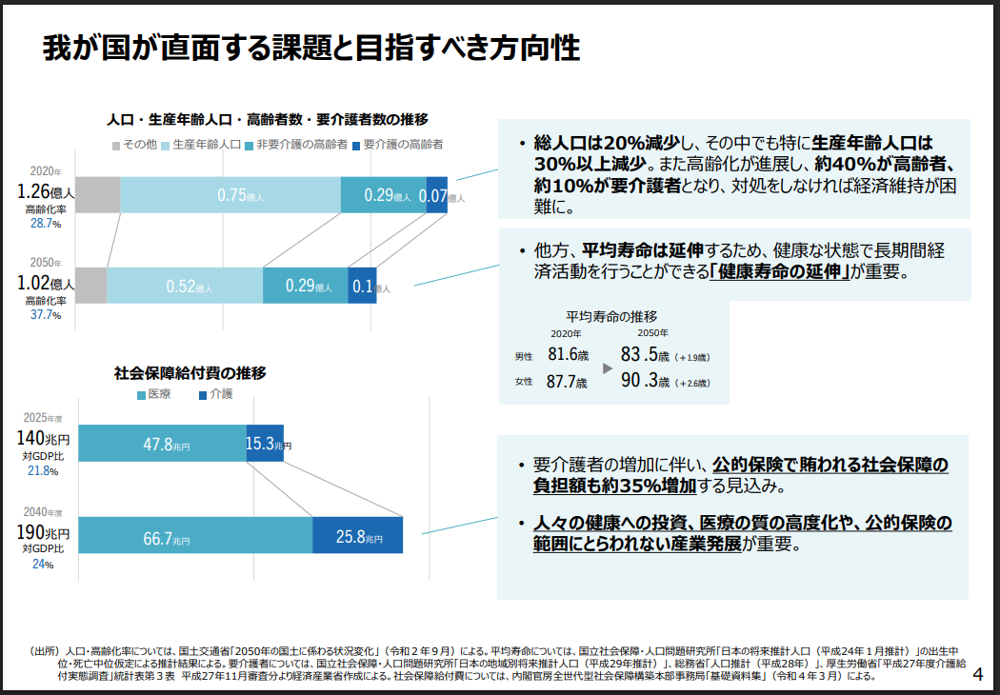 我が国が直面する課題と目指すべき方向性
人口・生産年齢人口・高齢者数・要介護者数の推移
その他 生産年齢人口 非要介護の高齢者 要介護の高齢者
2020年
1.26億人
高齢化率
28.7%
0.75億人 0.29億人 0.07億人
2050年
1.02億人
高齢化率
37.7%
0.52億人 0.29億人 0.1億人
社会保障給付費の推移
医療 介護
2025年度
140兆円
対GDP比
21.8%
47.8兆円 15.3兆円
2040年度
190兆円
対GDP比
24%
66.7兆円 25.8兆円
• 総人口は20%減少し、その中でも特に生産年齢人口は
30%以上減少。また高齢化が進展し、約40%が高齢者、
約10%が要介護者となり、対処をしなければ経済維持が困
難に。
• 他方、平均寿命は延伸するため、健康な状態で長期間経
済活動を行うことができる「健康寿命の延伸」が重要。
平均寿命の推移
2020年 2050年
男性 81.6歳 83.5歳（＋1.9歳）
女性 87.7歳 90.3歳（＋2.6歳）
• 要介護者の増加に伴い、公的保険で賄われる社会保障の
負担額も約35%増加する見込み。
• 人々の健康への投資、医療の質の高度化や、公的保険の
範囲にとらわれない産業発展が重要。
（出所）人口・高齢化率については、国土交通省「2050年の国土に係わる状況変化」（令和２年９月）による。平均寿命については、国立社会保障・人口問題研究所「日本の将来推計人口（平成24年１月推計）」の出生中
位・死亡中位仮定による推計結果による。要介護者については、国立社会保障・人口問題研究所「日本の地域別将来推計人口（平成29年推計）」、総務省「人口推計（平成28年）」、厚生労働省「平成27年度介護給
付実態調査」統計表第３表 平成27年11月審査分より経済産業省作成による。社会保障給付費については、内閣官房全世代型社会保障構築本部事務局「基礎資料集」（令和４年３月）による。
4